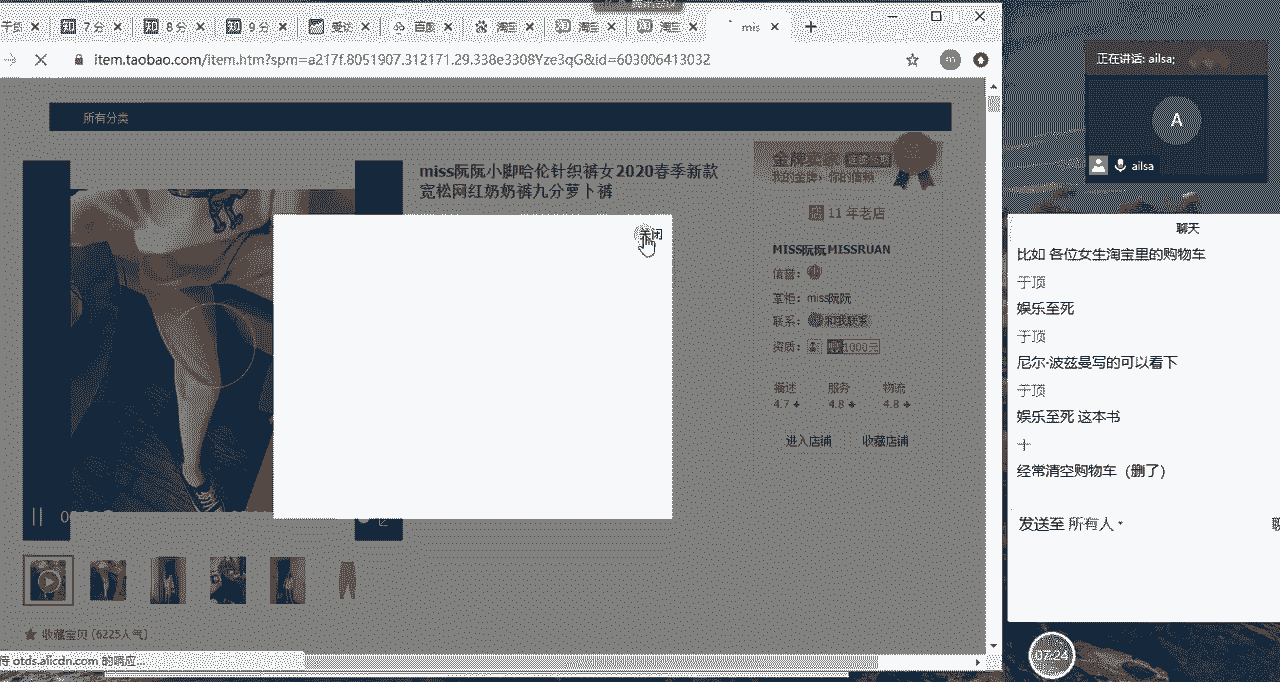 7 分
8 分
9 分
百度
淘宝
淘宝
淘宝
mis
item.taobao.com/item.htm?spm=a217f.8051907.312171.29.338e3308Yze3qG&id=603006413032
所有分类
miss阮阮小脚哈伦针织裤女2020春季新款
宽松网红奶奶裤九分萝卜裤
关闭
金牌卖家
我的金牌，你的信赖
11 年老店
MISS阮阮MISSRUAN
信誉：
掌柜：miss阮阮
联系：和我联系
资质：1000元
描述 服务 物流
4.7 4.8 4.8
进入店铺 收藏店铺
收藏宝贝 (6225人气)
待 otds.alicdn.com 的响应...
正在讲话: ailsa;
A
ailsa
聊天
比如 各位女生淘宝里的购物车
于顶
娱乐至死
于顶
尼尔·波兹曼写的可以看下
于顶
娱乐至死 这本书
十
经常清空购物车（删了）
发送至 所有人
07:24